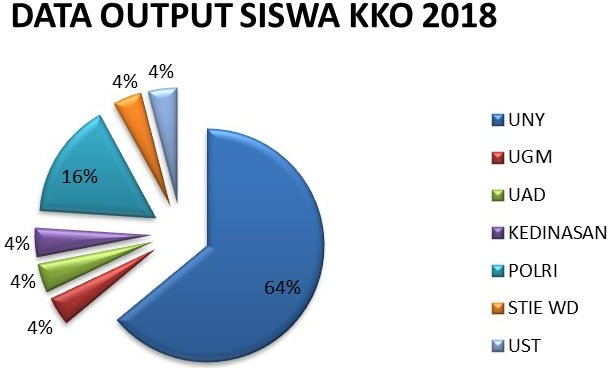 DATA OUTPUT SISWA KKO 2018
4%
4%
16%
4%
4%
4%
64%
UNY
UGM
UAD
KEDINASAN
POLRI
STIE WD
UST